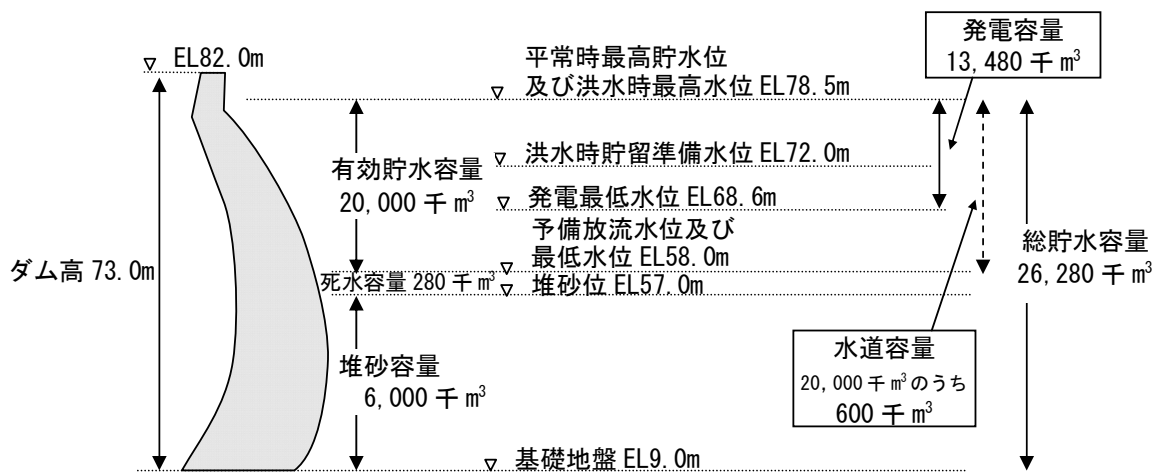 EL82.0m
平常時最高貯水位
及び洪水時最高水位 EL78.5m
発電容量
13,480 千 m³
洪水時貯留準備水位 EL72.0m
有効貯水容量
20,000 千 m³
発電最低水位 EL68.6m
予備放流水位及び
最低水位 EL58.0m
総貯水容量
26,280 千 m³
ダム高 73.0m
死水容量 280 千 m³
堆砂位 EL57.0m
水道容量
20,000 千 m³のうち
600 千 m³
堆砂容量
6,000 千 m³
基礎地盤 EL9.0m